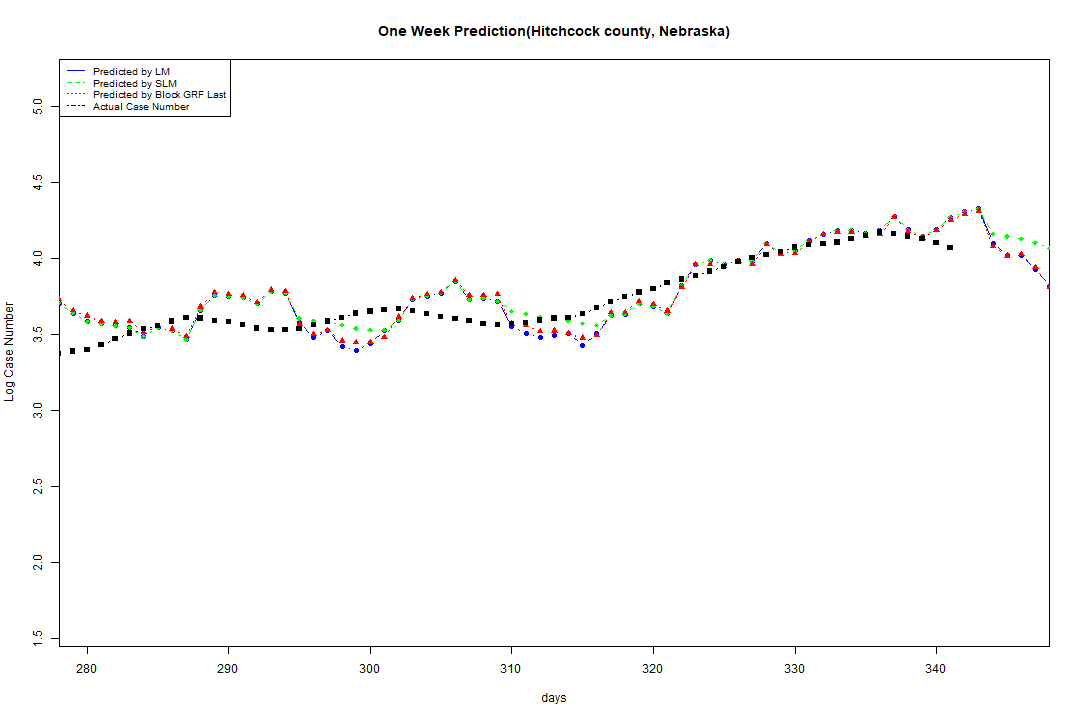 One Week Prediction(Hitchcock county, Nebraska)
Predicted by LM
Predicted by SLM
Predicted by Block GRF Last
Actual Case Number
5.0
4.5
4.0
3.5
3.0
2.5
2.0
1.5
Log Case Number
280 290 300 310 320 330 340
days